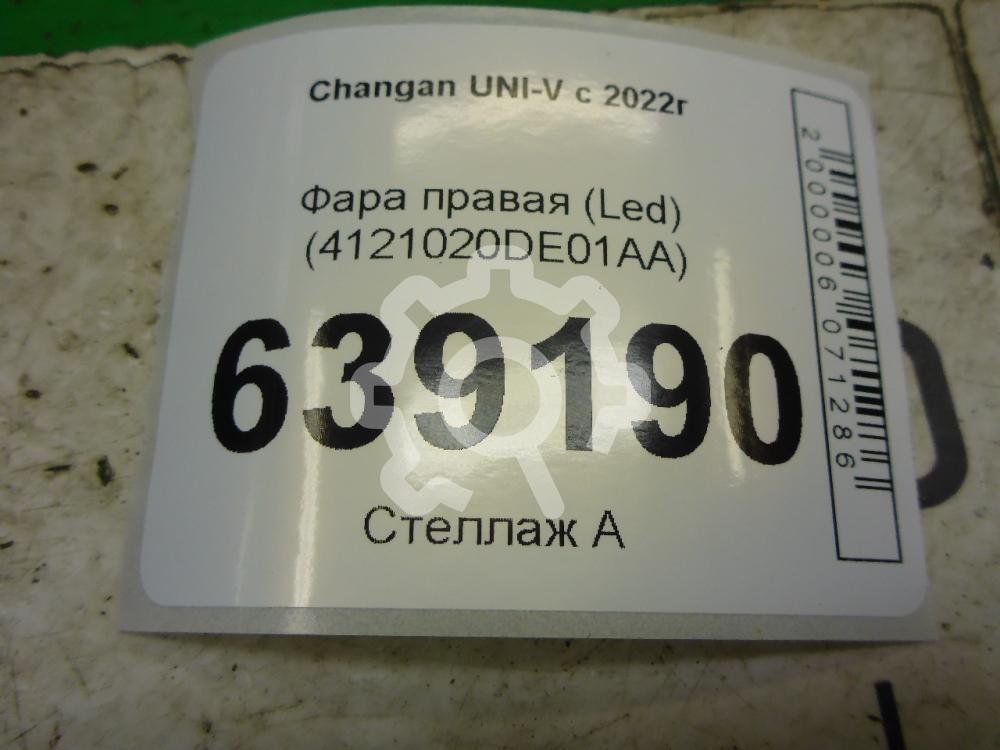 Changan UNI-V с 2022г
Фара правая (Led)
(4121020DE01AA)
639190
Стеллаж А
2000006071286